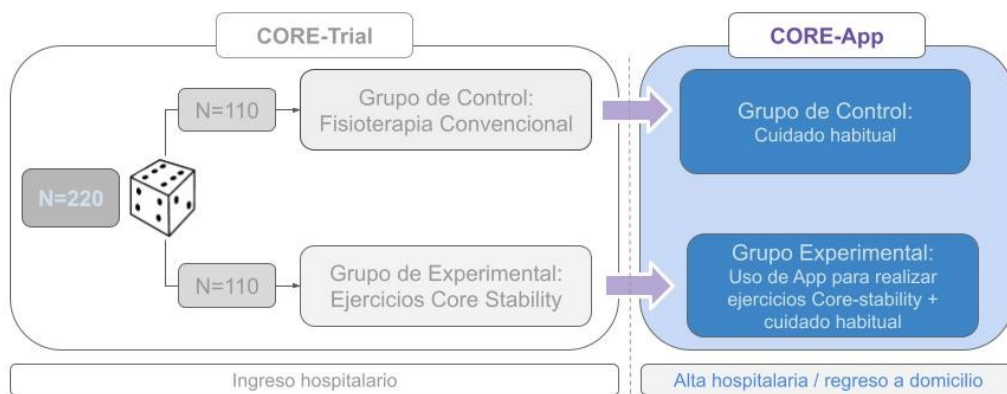 CORE-Trial
CORE-App
N=110
Grupo de Control:
Fisioterapia Convencional
Grupo de Control:
Cuidado habitual
N=220
N=110
Grupo de Experimental:
Ejercicios Core Stability
Grupo Experimental:
Uso de App para realizar
ejercicios Core-stability +
cuidado habitual
Ingreso hospitalario
Alta hospitalaria / regreso a domicilio